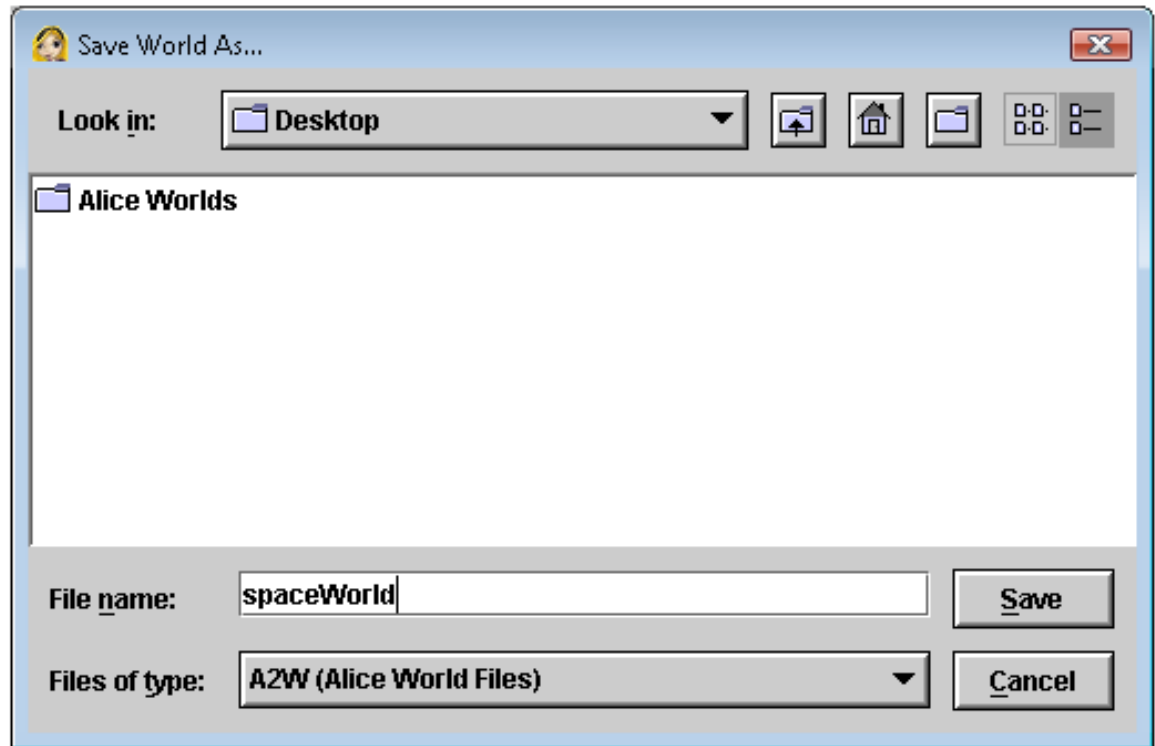 Save World As...
Look in: Desktop
Alice Worlds
File name: spaceWorld Save
Files of type: A2W (Alice World Files) Cancel